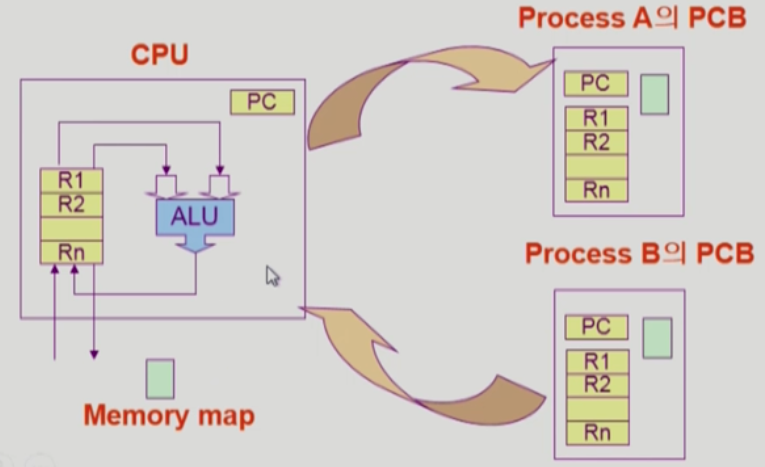 Process A의 PCB
CPU
PC
PC
R1
R2
Rn
ALU
R1
R2
Rn
Process B의 PCB
PC
R1
R2
Rn
Memory map